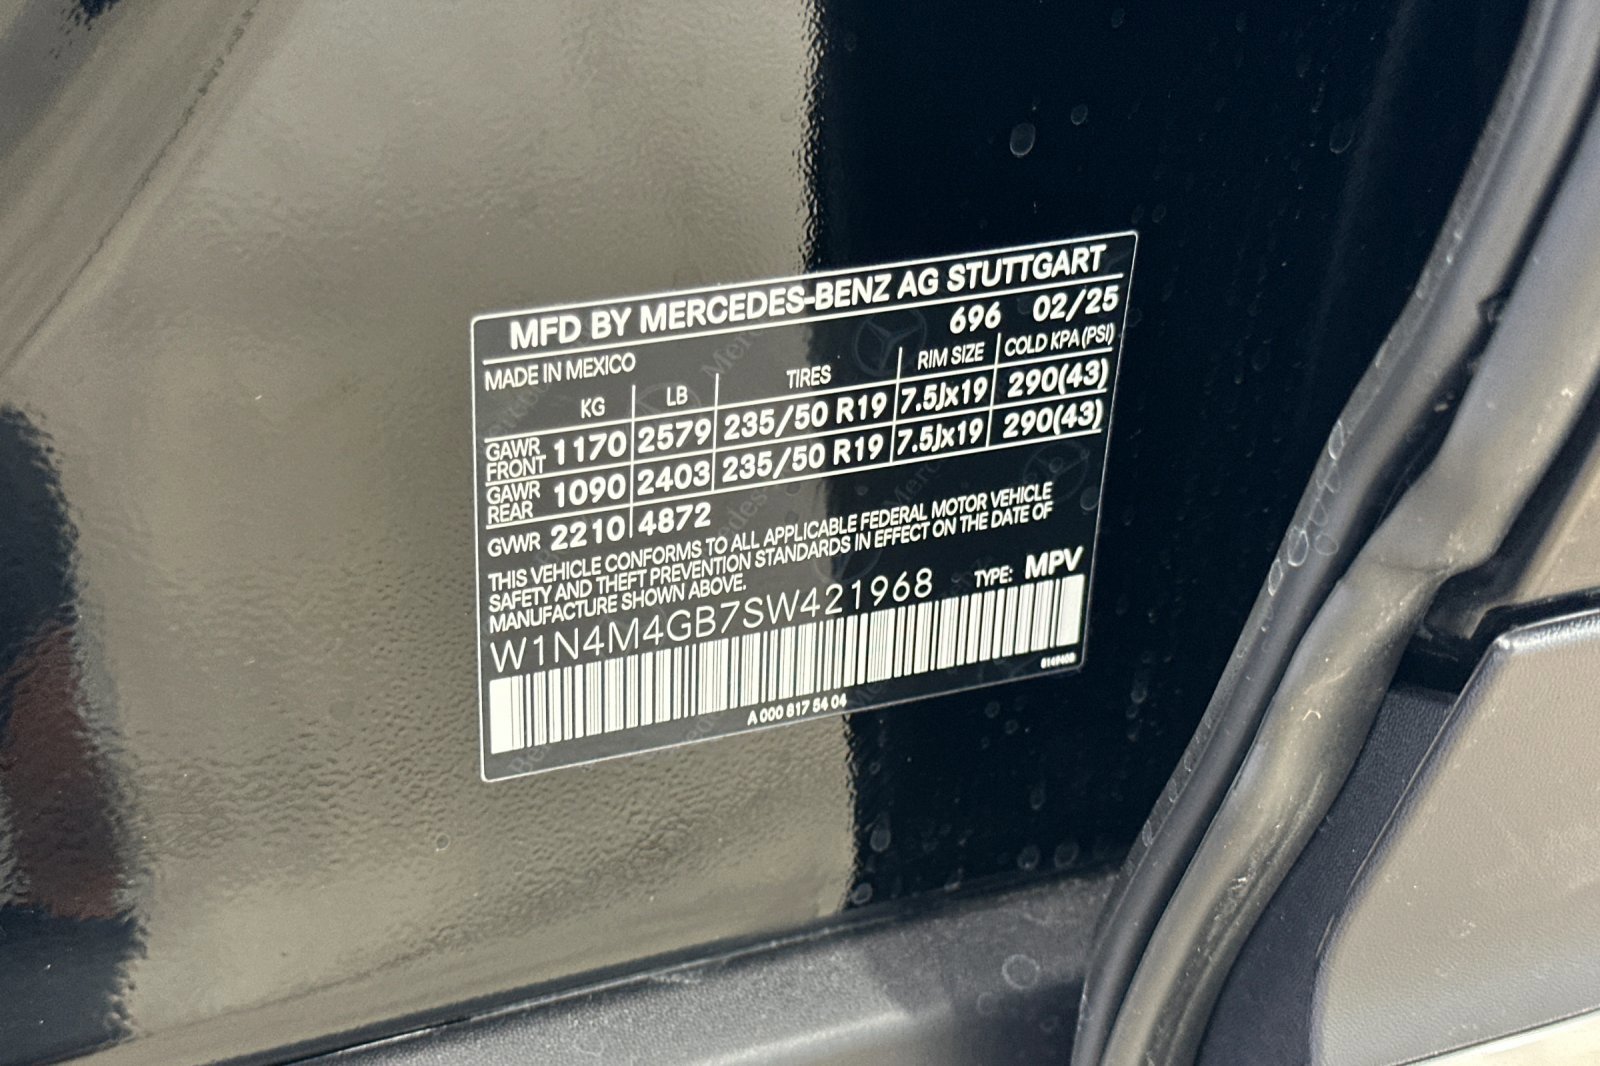 MFD BY MERCEDES-BENZ AG STUTTGART
696 02/25
MADE IN MEXICO
KG LB TIRES RIM SIZE COLD KPA (PSI)
GAWR FRONT 1170 2579 235/50 R19 7.5Jx19 290(43)
GAWR REAR 1090 2403 235/50 R19 7.5Jx19 290(43)
GVWR 2210 4872
THIS VEHICLE CONFORMS TO ALL APPLICABLE FEDERAL MOTOR VEHICLE
SAFETY AND THEFT PREVENTION STANDARDS IN EFFECT ON THE DATE OF
MANUFACTURE SHOWN ABOVE.
W1N4M4GB7SW421968 TYPE: MPV
A 000 817 54 04